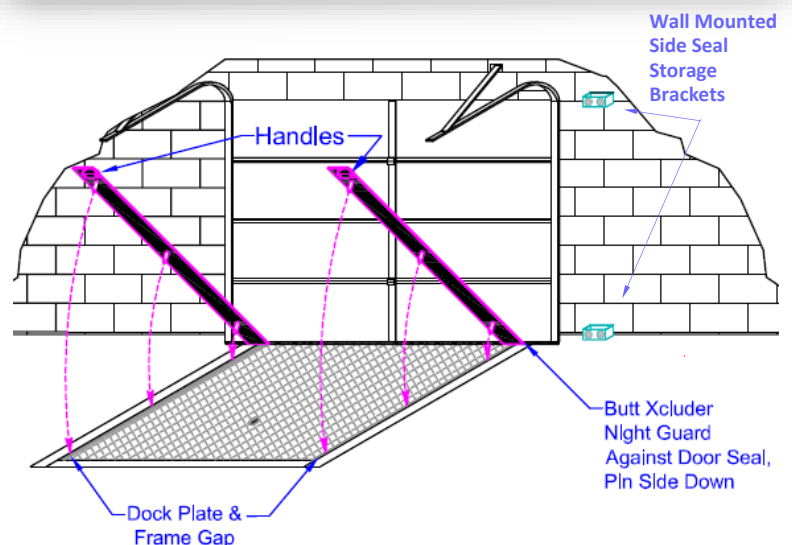 Wall Mounted
Side Seal
Storage
Brackets
Handles
Butt Xcluder
Night Guard
Against Door Seal,
Pin Side Down
Dock Plate &
Frame Gap